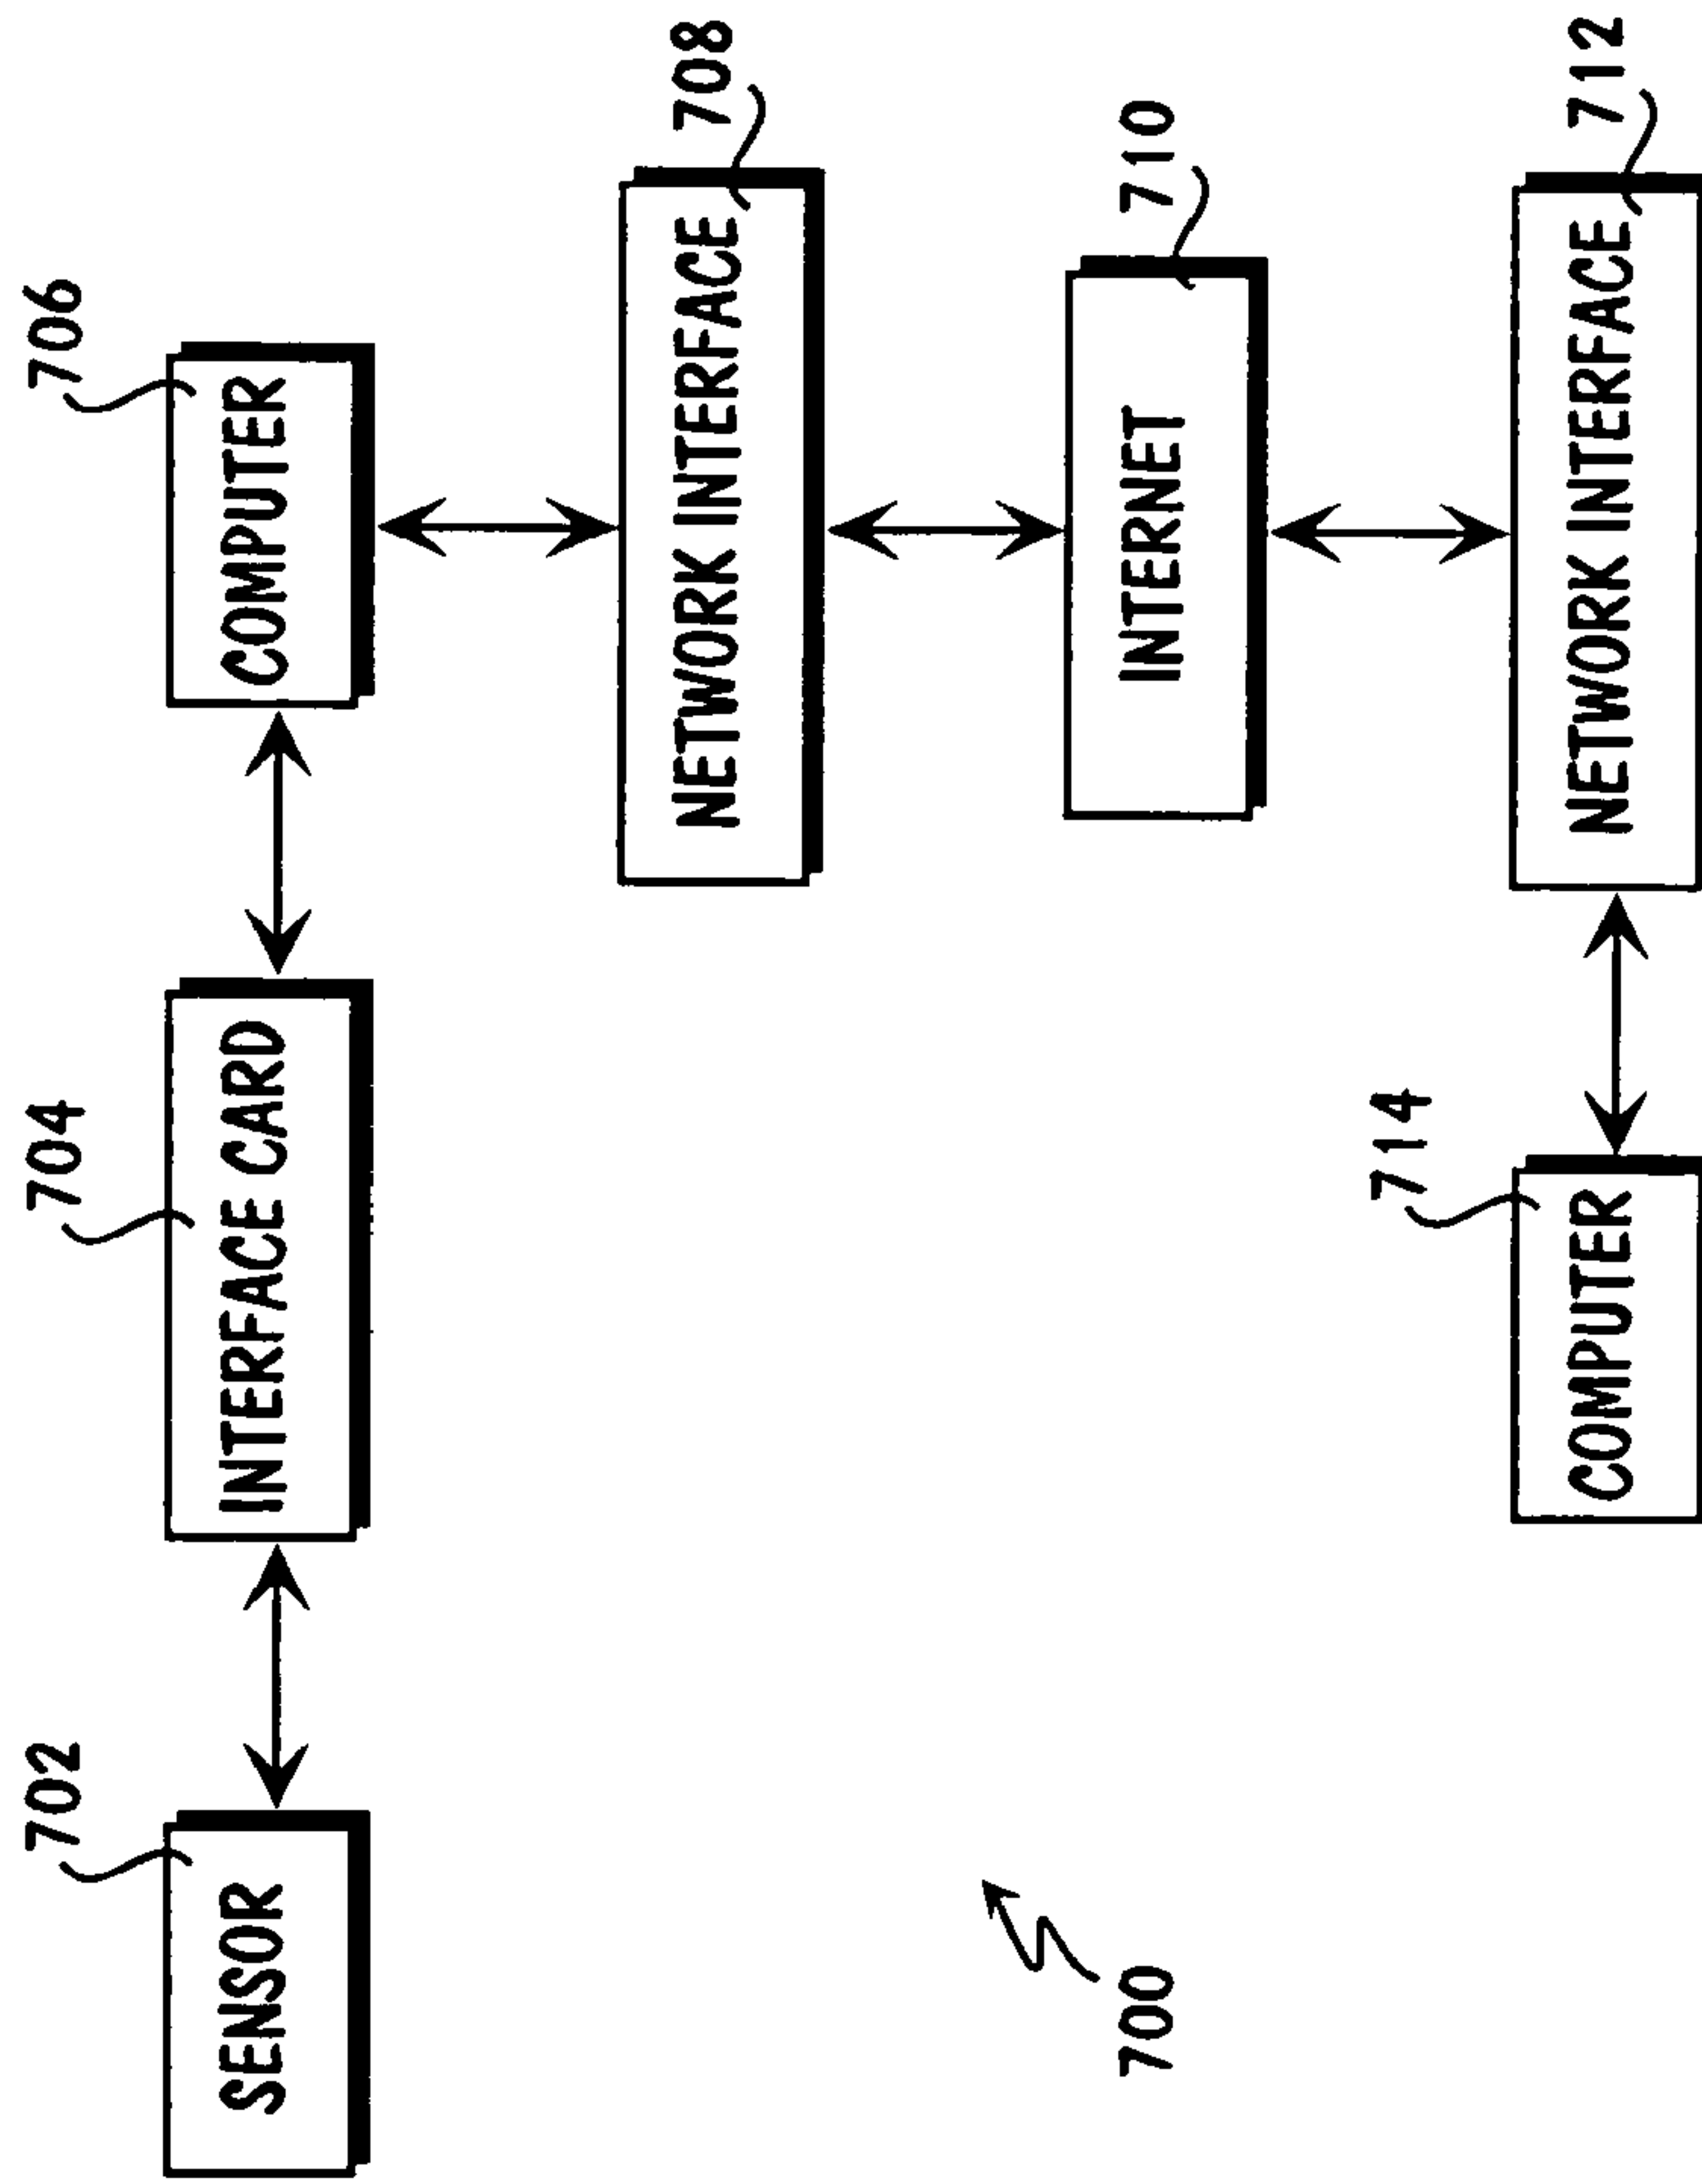 702
704
706
SENSOR
INTERFACE CARD
COMPUTER
708
NETWORK INTERFACE
710
700
INTERNET
714
712
COMPUTER
NETWORK INTERFACE